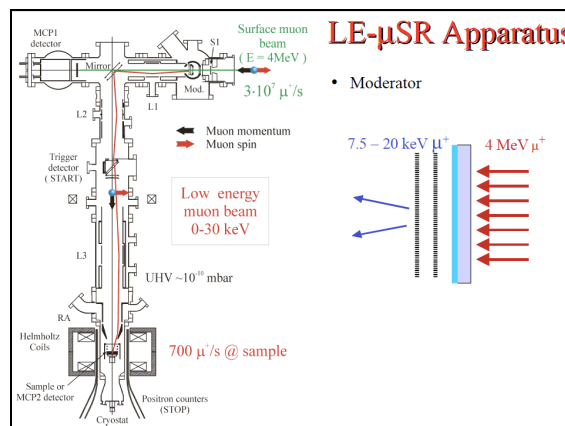 LE-μSR Apparatus
MCP1
detector
Mirror
Surface muon
beam
( E = 4MeV )
S1
Mod.
3·10⁷ μ⁺/s
L1
L2
Muon momentum
Muon spin
Trigger
detector
(START)
Low energy
muon beam
0-30 keV
L3
UHV ~10⁻¹⁰ mbar
RA
Helmholtz
Coils
700 μ⁺/s @ sample
Sample or
MCP2 detector
Cryostat
Positron counters
(STOP)
• Moderator
7.5 – 20 keV μ⁺
4 MeV μ⁺